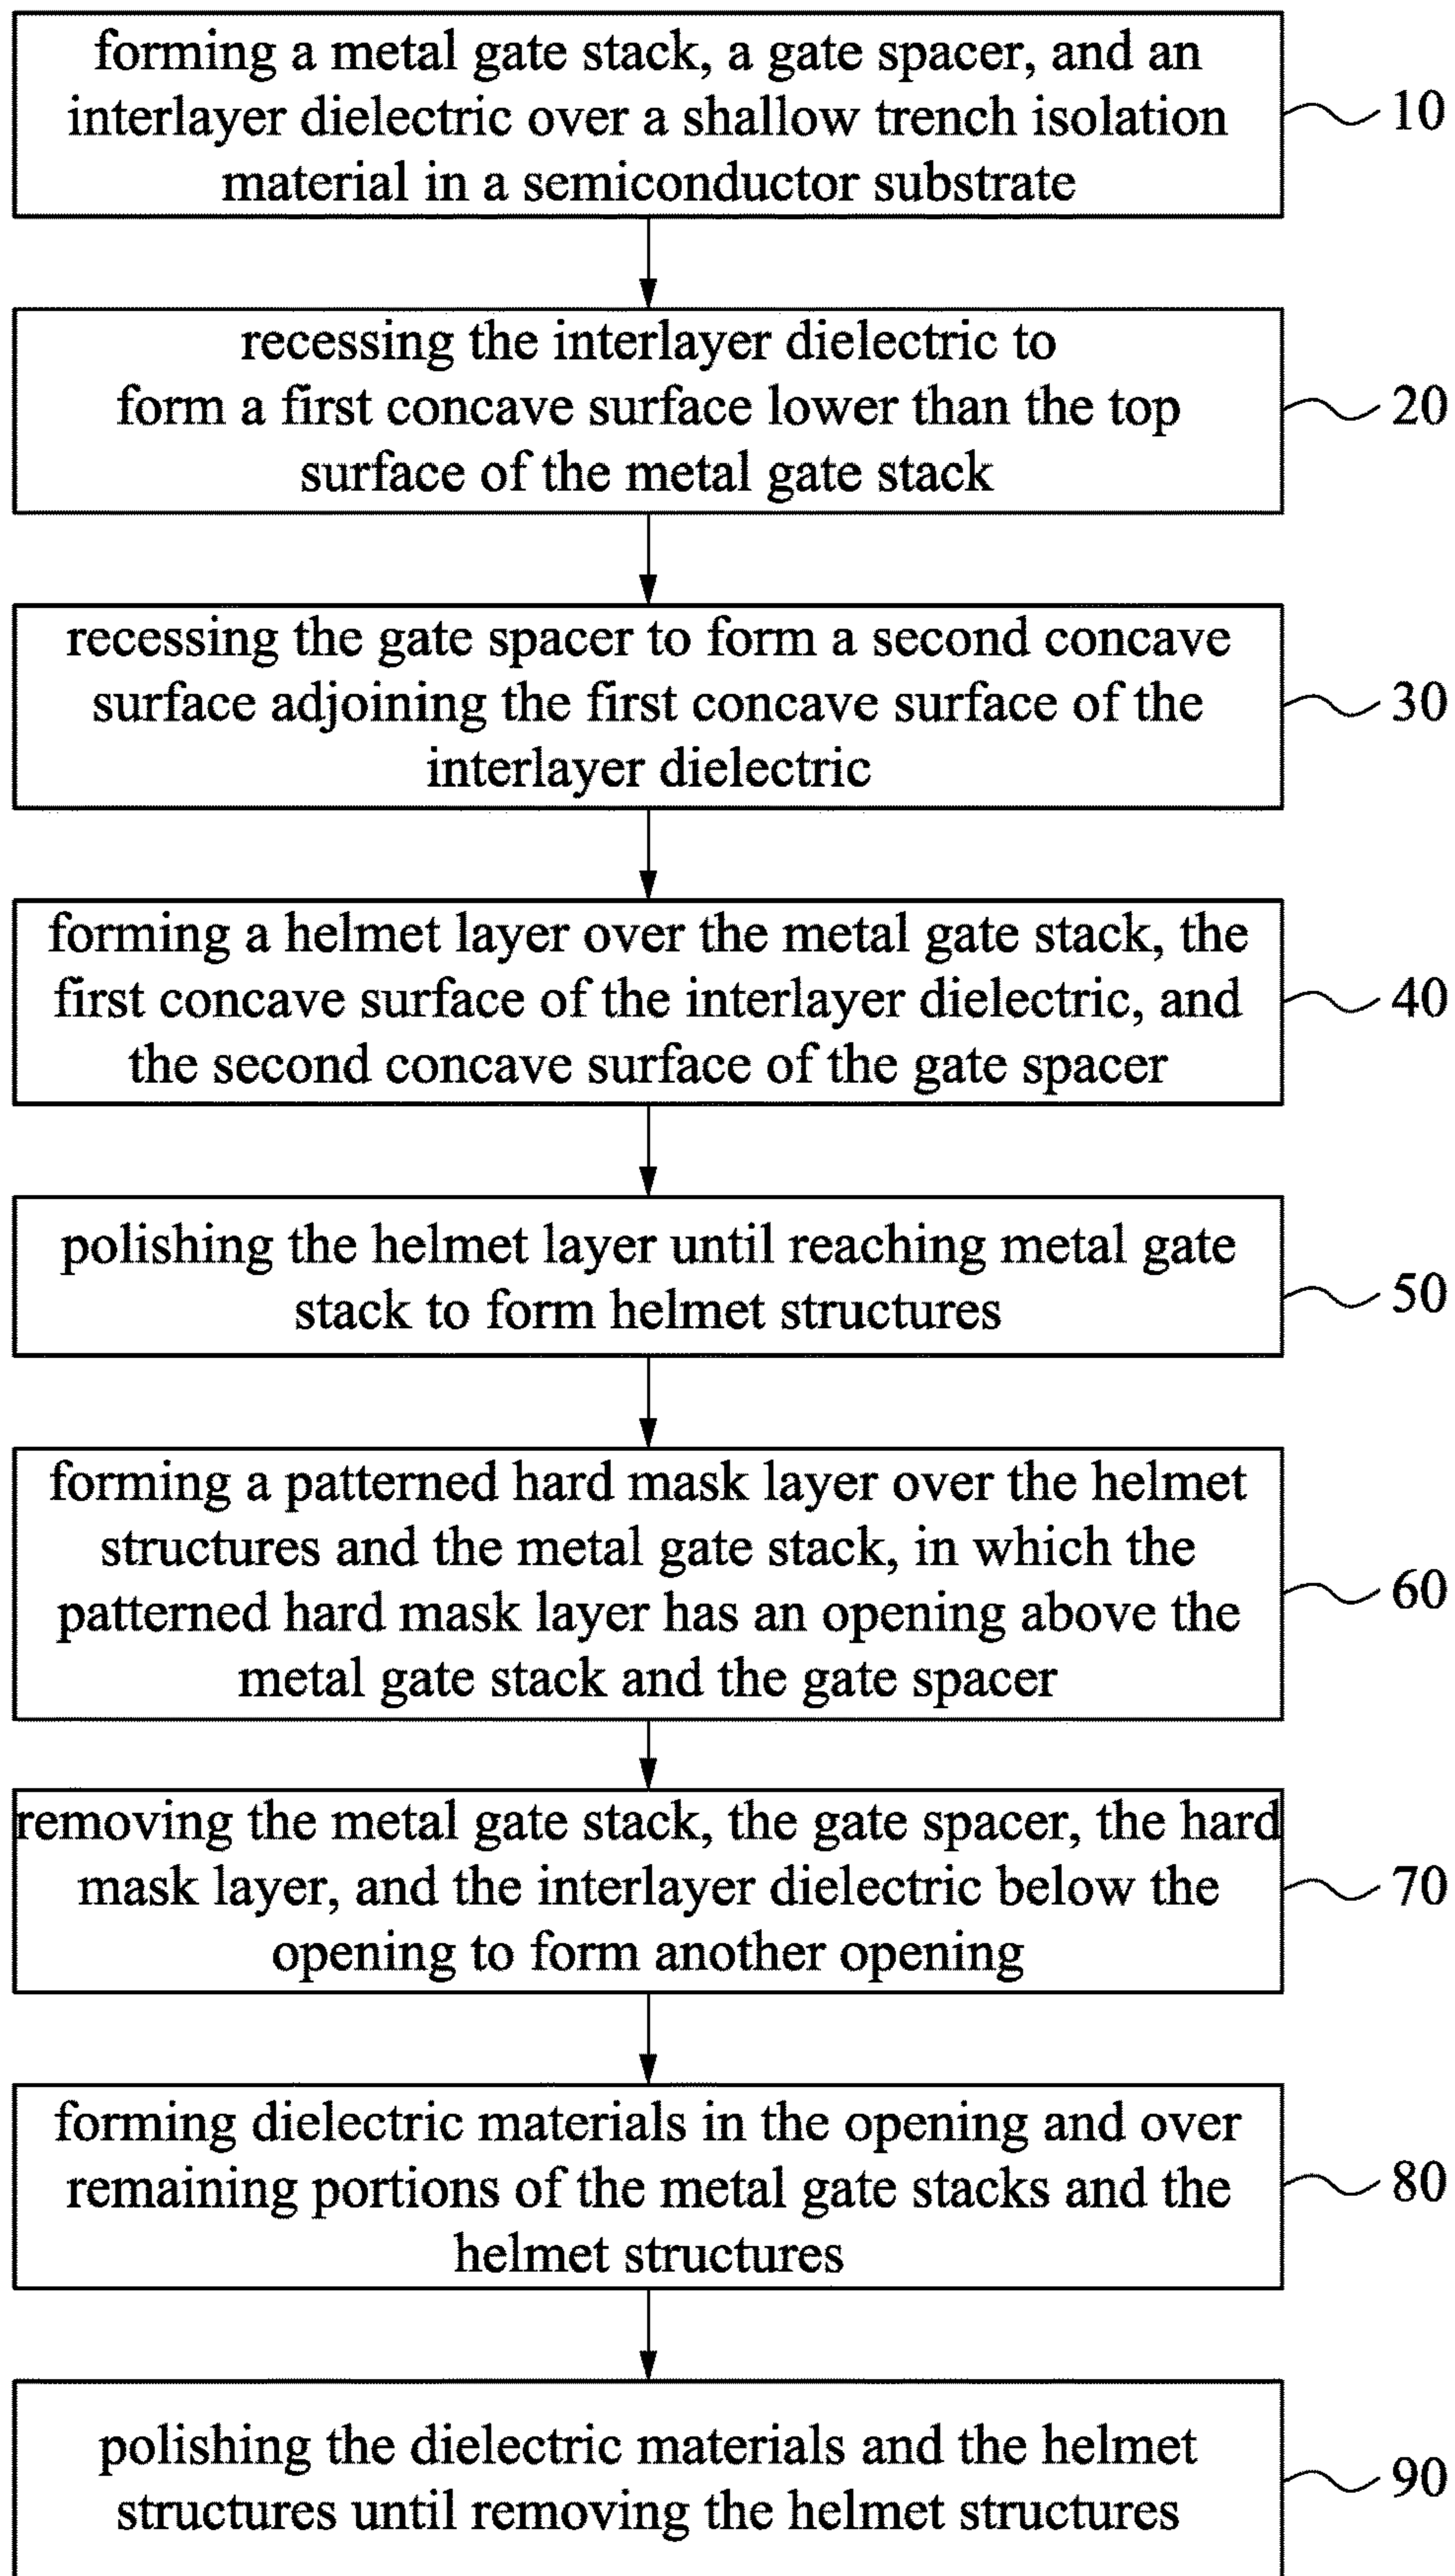 forming a metal gate stack, a gate spacer, and an
interlayer dielectric over a shallow trench isolation
material in a semiconductor substrate
10
recessing the interlayer dielectric to
form a first concave surface lower than the top
surface of the metal gate stack
20
recessing the gate spacer to form a second concave
surface adjoining the first concave surface of the
interlayer dielectric
30
forming a helmet layer over the metal gate stack, the
first concave surface of the interlayer dielectric, and
the second concave surface of the gate spacer
40
polishing the helmet layer until reaching metal gate
stack to form helmet structures
50
forming a patterned hard mask layer over the helmet
structures and the metal gate stack, in which the
patterned hard mask layer has an opening above the
metal gate stack and the gate spacer
60
removing the metal gate stack, the gate spacer, the hard
mask layer, and the interlayer dielectric below the
opening to form another opening
70
forming dielectric materials in the opening and over
remaining portions of the metal gate stacks and the
helmet structures
80
polishing the dielectric materials and the helmet
structures until removing the helmet structures
90